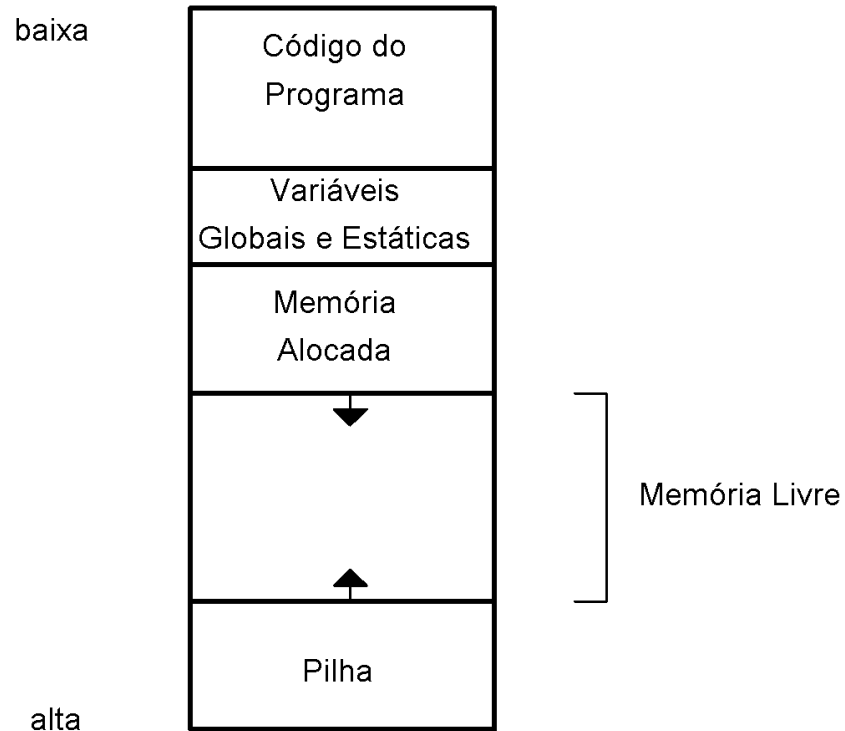 baixa
Código do
Programa
Variáveis
Globais e Estáticas
Memória
Alocada
Memória Livre
Pilha
alta